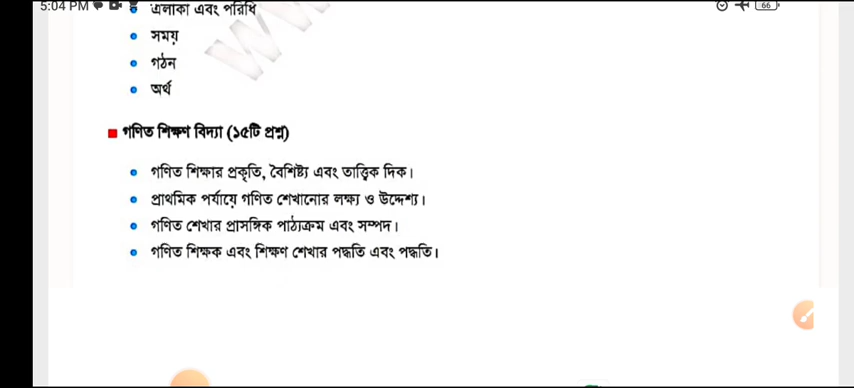 5:04 PM 66
এলাকা এবং পরিধি
সময়
গঠন
অর্থ
গণিত শিক্ষণ বিদ্যা (১৫টি প্রশ্ন)
গণিত শিক্ষার প্রকৃতি, বৈশিষ্ট্য এবং তাত্ত্বিক দিক।
প্রাথমিক পর্যায়ে গণিত শেখানোর লক্ষ্য ও উদ্দেশ্য।
গণিত শেখার প্রাসঙ্গিক পাঠ্যক্রম এবং সম্পদ।
গণিত শিক্ষক এবং শিক্ষণ শেখার পদ্ধতি এবং পদ্ধতি।